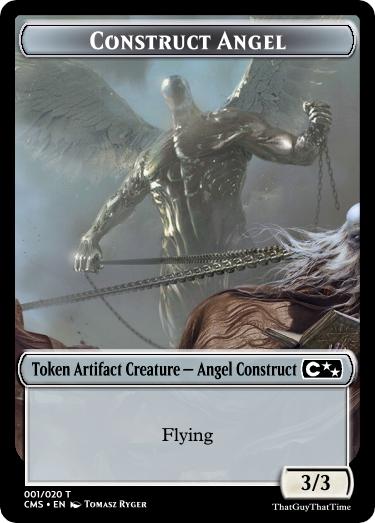 Construct Angel
Token Artifact Creature — Angel Construct
C
Flying
3/3
001/020 T
CMS • EN Tomasz Ryger
ThatGuyThatTime